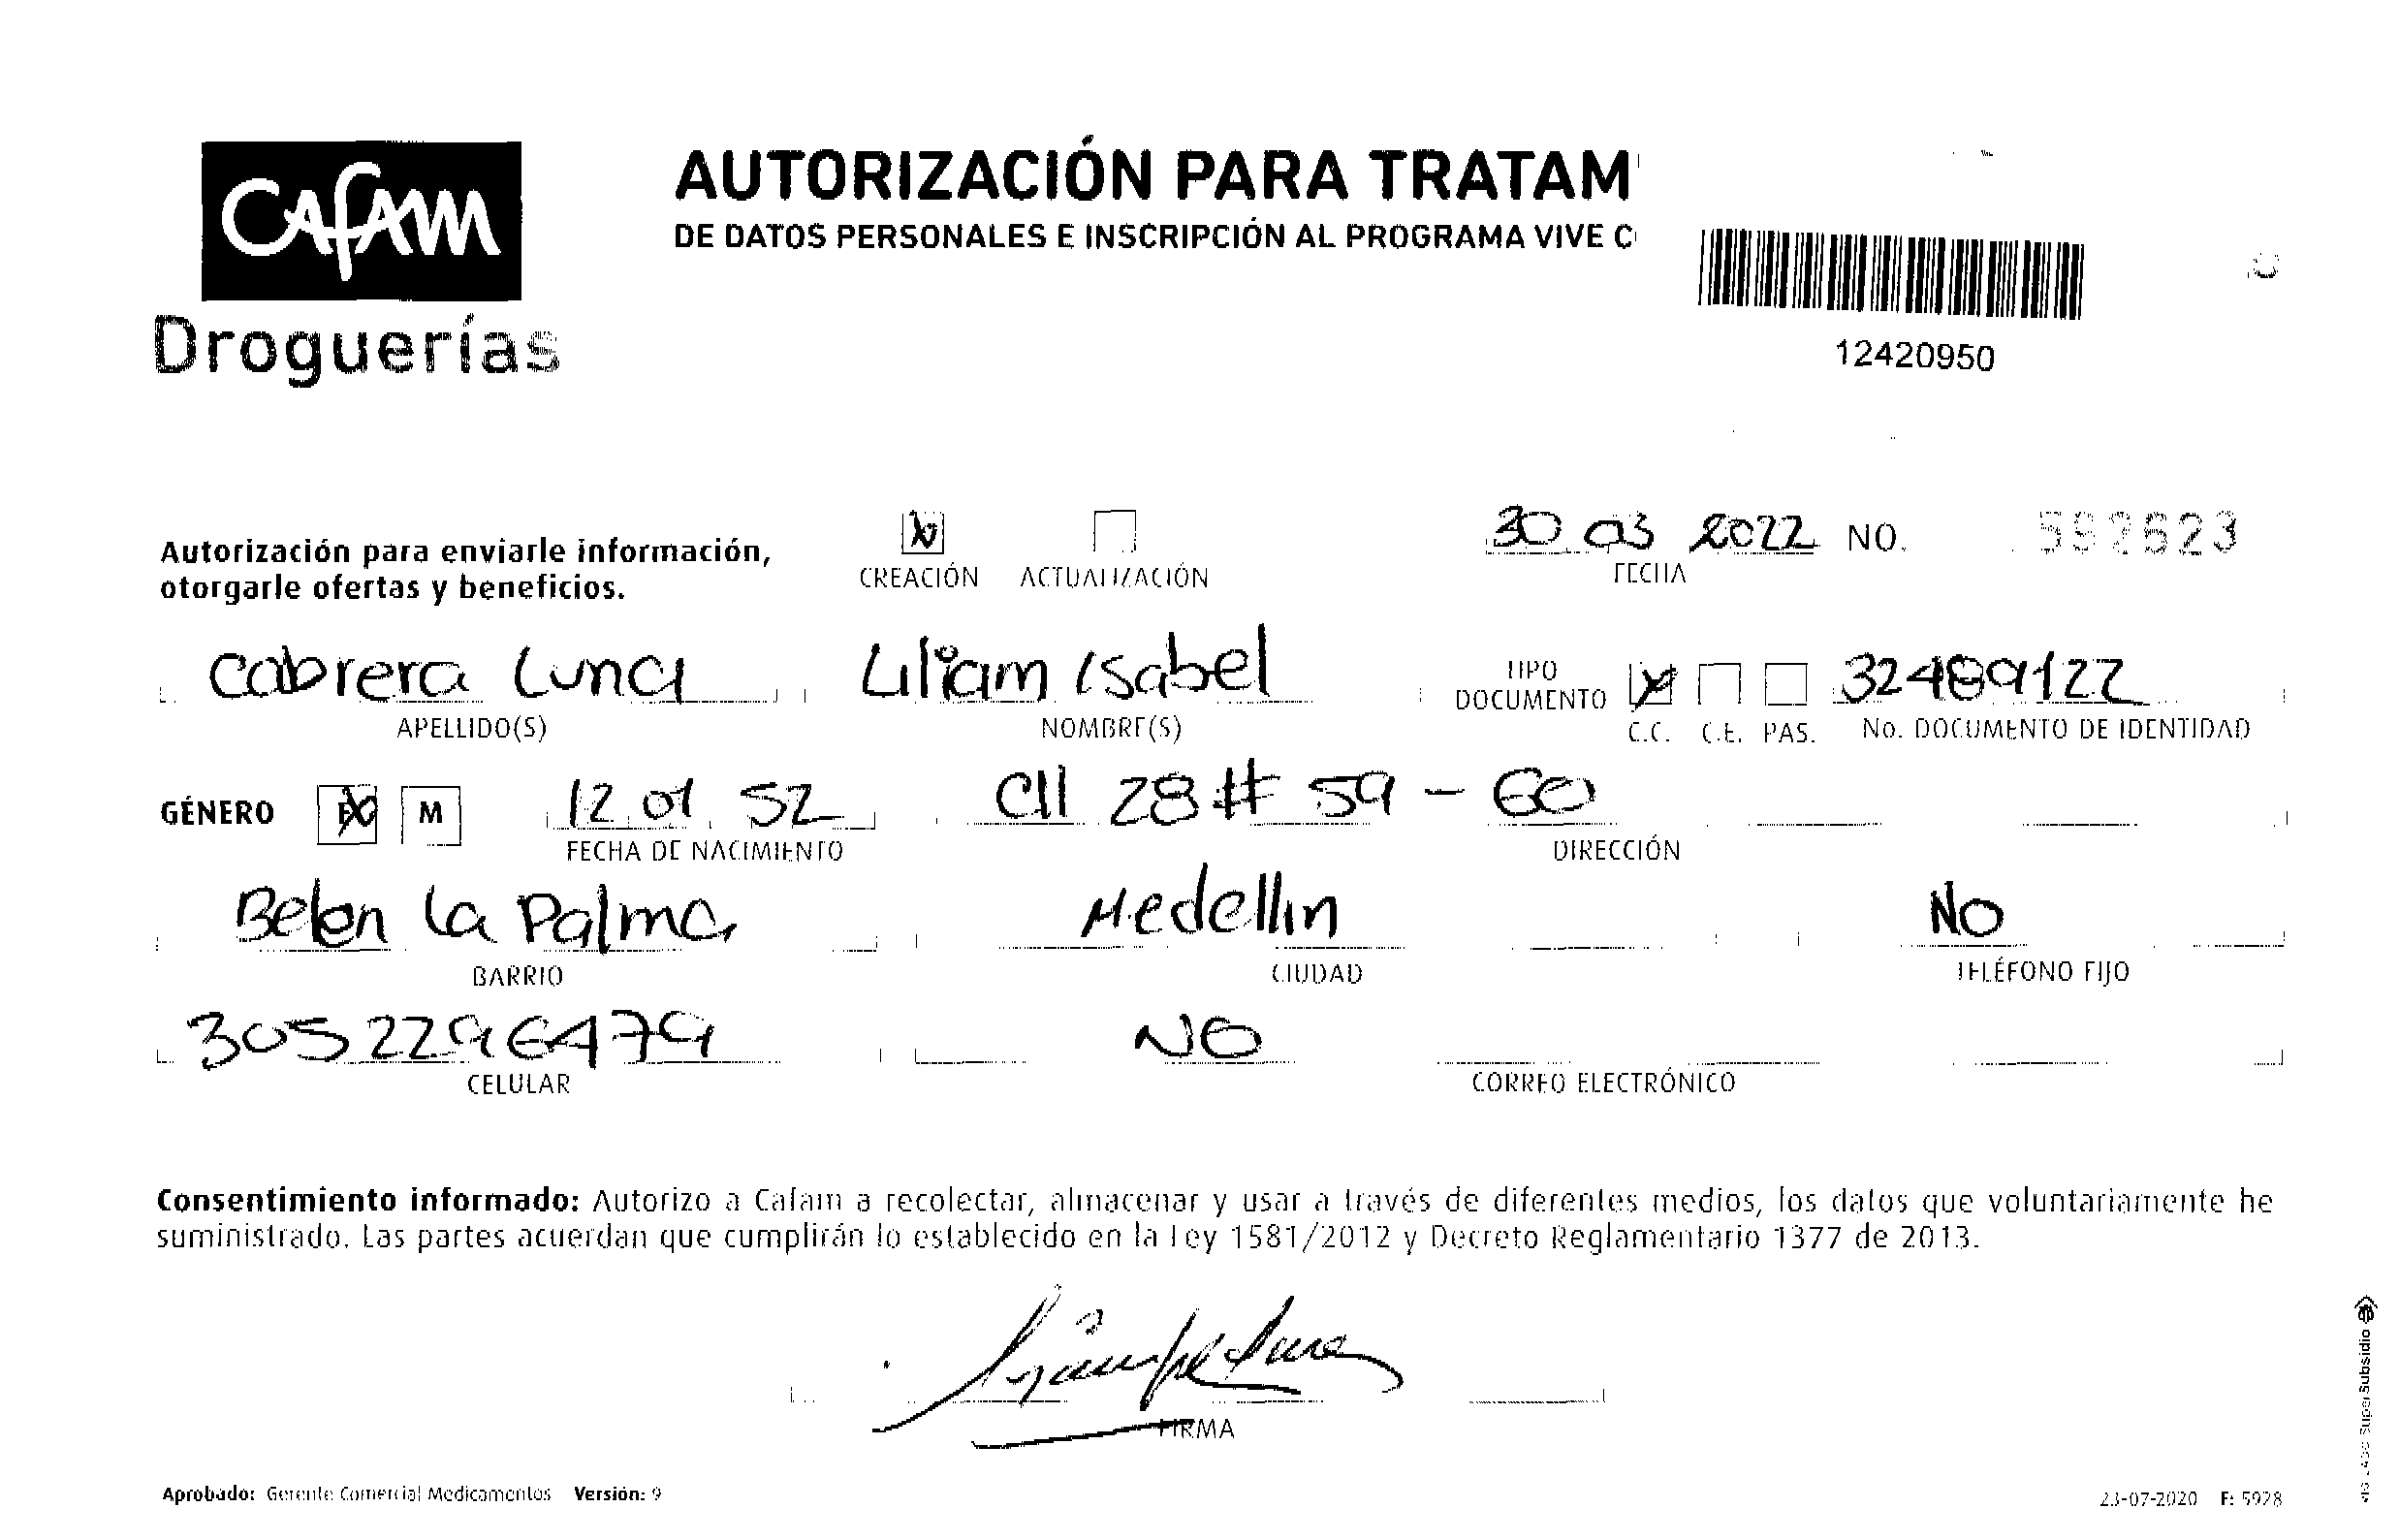 CAFAM
Droguerías
AUTORIZACIÓN PARA TRATAM
DE DATOS PERSONALES E INSCRIPCIÓN AL PROGRAMA VIVE C
12420950
Autorización para enviarle información,
otorgarle ofertas y beneficios.
CREACIÓN ACTUALIZACIÓN
30 03 2022 NO. 592623
FECHA
Cabrera Luna Liliam Isabel TIPO DOCUMENTO 32489122
APELLIDO(S) NOMBRE(S) C.C. C.E. PAS. No. DOCUMENTO DE IDENTIDAD
GÉNERO F M 12 01 52 Cll 28 # 59 - 60
FECHA DE NACIMIENTO DIRECCIÓN
Belen La Palma Medellin No
BARRIO CIUDAD TELÉFONO FIJO
3052296479 NO
CELULAR CORREO ELECTRÓNICO
Consentimiento informado: Autorizo a Cafam a recolectar, almacenar y usar a través de diferentes medios, los datos que voluntariamente he
suministrado. Las partes acuerdan que cumplirán lo establecido en la Ley 1581/2012 y Decreto Reglamentario 1377 de 2013.
FIRMA
Aprobado: Gerente Comercial Medicamentos Versión: 9
23-07-2020 F: 5928
SuperSubsidio